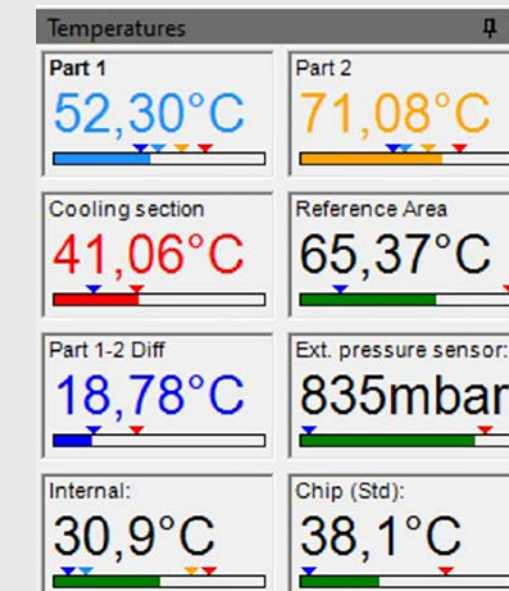 Temperatures
Part 1
52,30°C
Part 2
71,08°C
Cooling section
41,06°C
Reference Area
65,37°C
Part 1-2 Diff
18,78°C
Ext. pressure sensor:
835mbar
Internal:
30,9°C
Chip (Std):
38,1°C